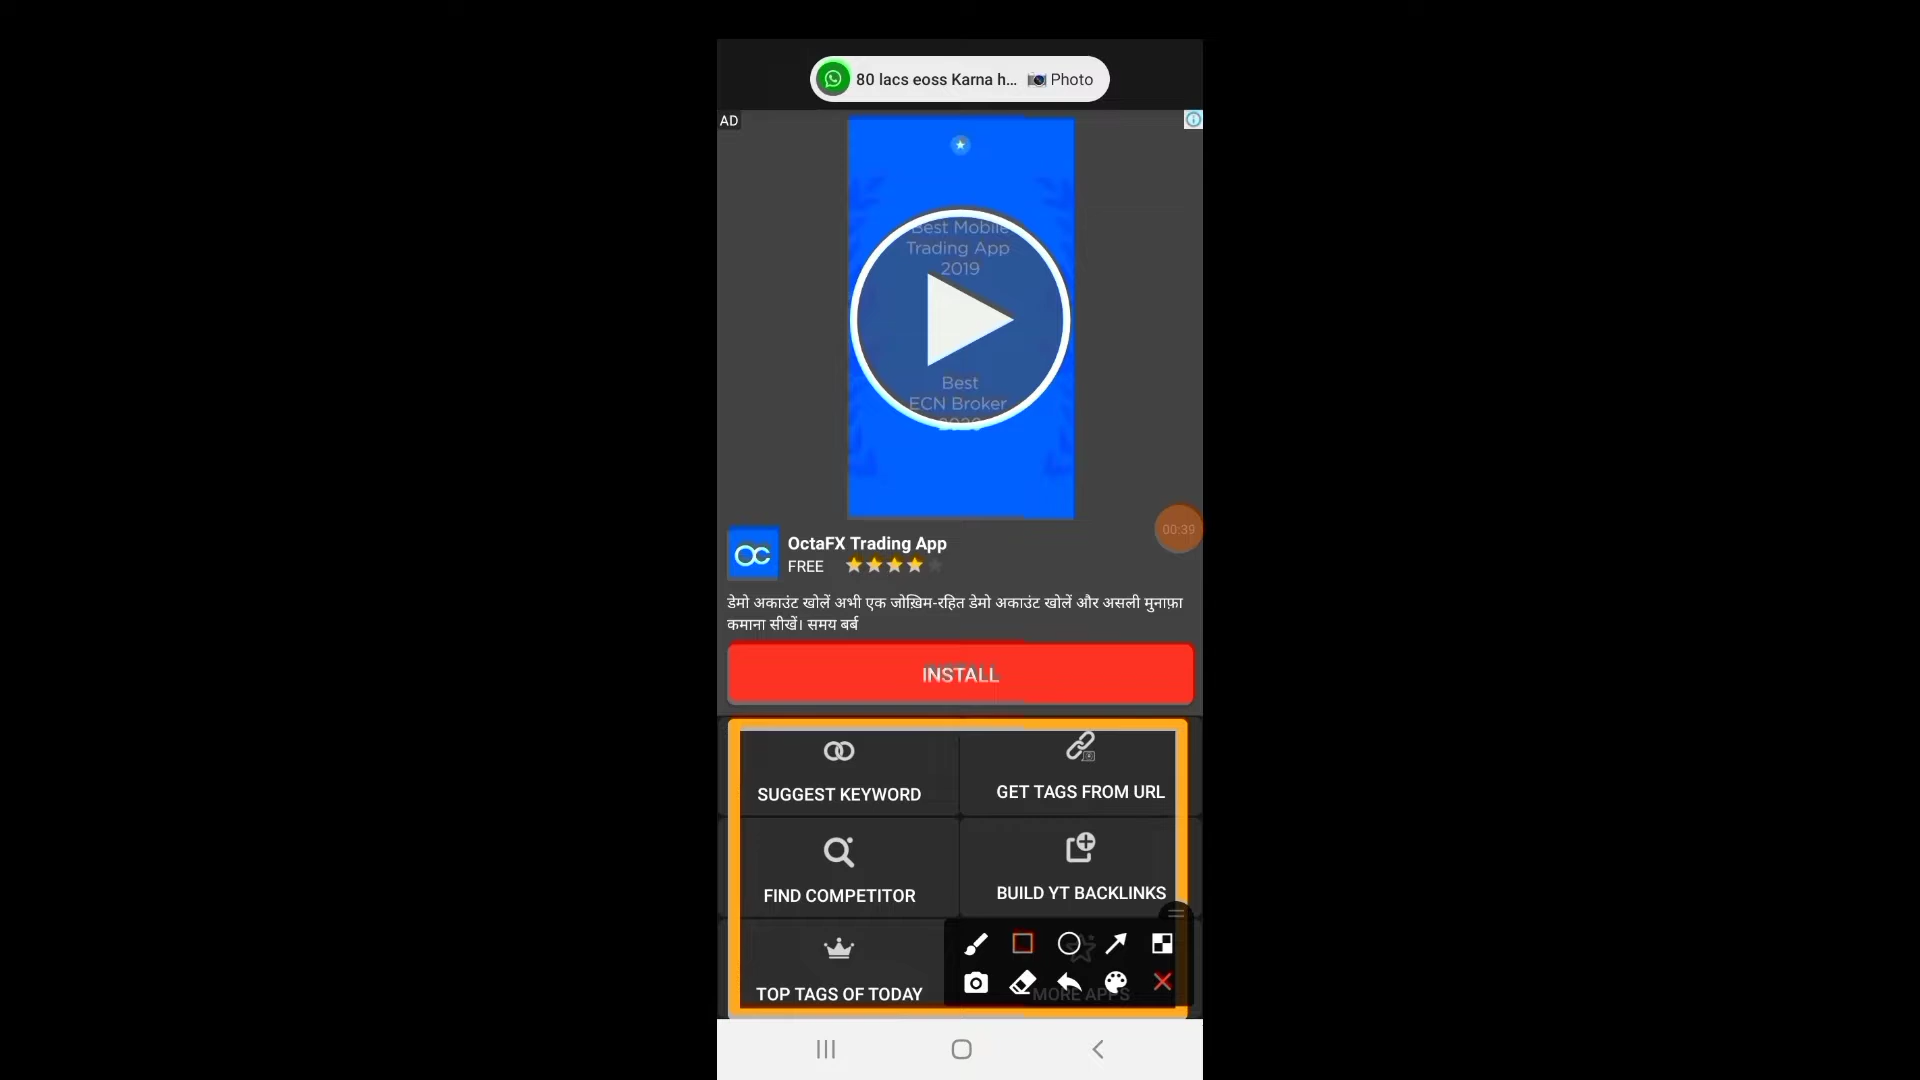 80 lacs eoss Karna h... Photo
AD
Best Mobile
Trading App
2019
Best
ECN Broker
2020
00:39
OctaFX Trading App
FREE
डेमो अकाउंट खोलें अभी एक जोख़िम-रहित डेमो अकाउंट खोलें और असली मुनाफ़ा
कमाना सीखें। समय बर्ब
INSTALL
SUGGEST KEYWORD
GET TAGS FROM URL
FIND COMPETITOR
BUILD YT BACKLINKS
TOP TAGS OF TODAY
MORE APPS